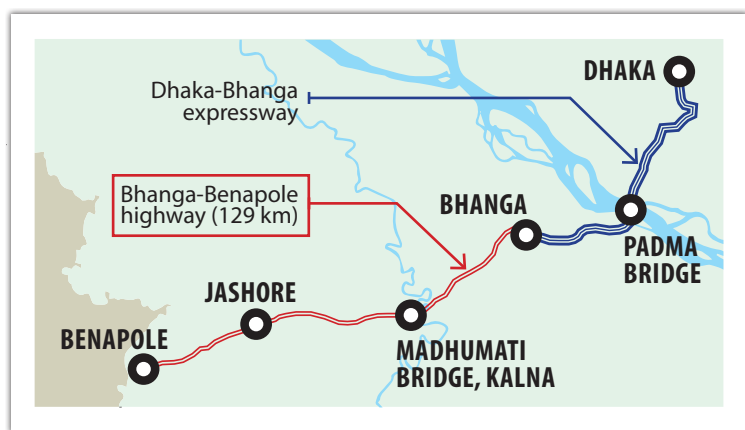 DHAKA
Dhaka-Bhanga
expressway
Bhanga-Benapole
highway (129 km)
BHANGA
PADMA
BRIDGE
JASHORE
BENAPOLE
MADHUMATI
BRIDGE, KALNA